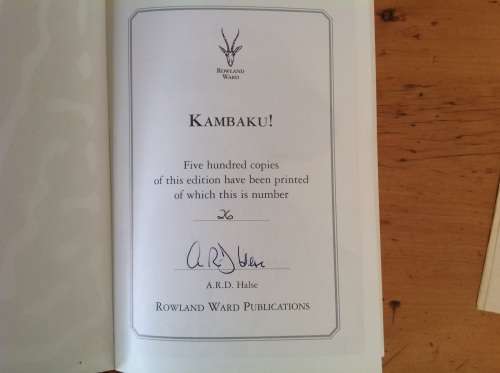 ROWLAND
WARD
KAMBAKU!
Five hundred copies
of this edition have been printed
of which this is number
26
A.R.D Halse
A.R.D. Halse
ROWLAND WARD PUBLICATIONS